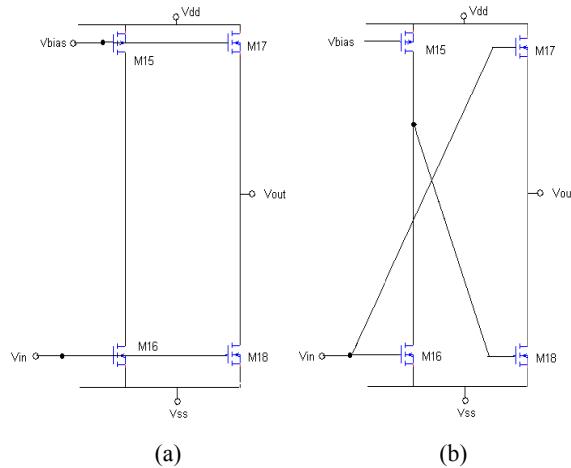 Vdd
Vbias
M15
M17
Vout
Vin
M16
M18
Vss
(a)
Vdd
Vbias
M15
M17
Vou
Vin
M16
M18
Vss
(b)